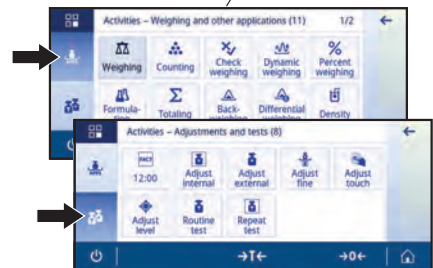 Activities – Weighing and other applications (11) 1/2
Weighing Counting Check weighing Dynamic weighing Percent weighing
Formula- Totaling Back- Differential Density
Activities – Adjustments and tests (8)
FACT 12:00 Adjust internal Adjust external Adjust fine Adjust touch
Adjust level Routine test Repeat test
→T← →0←